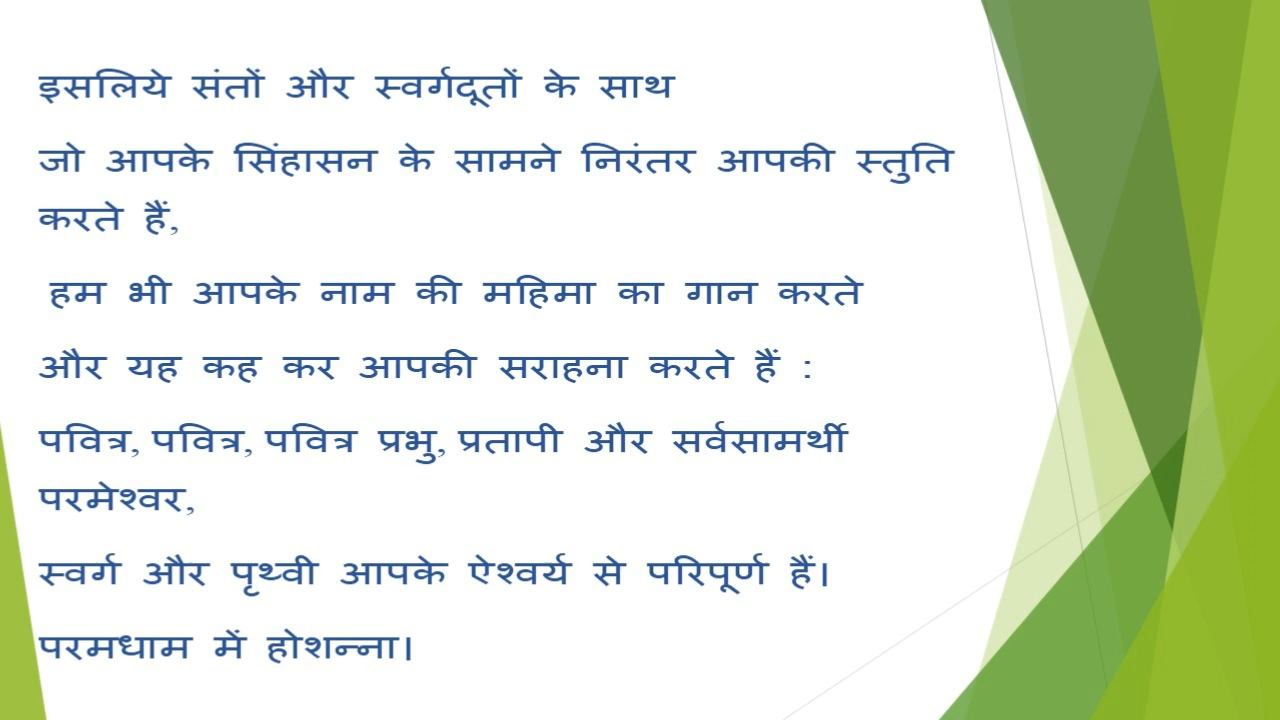 इसलिये संतों और स्वर्गदूतों के साथ
जो आपके सिंहासन के सामने निरंतर आपकी स्तुति
करते हैं,
हम भी आपके नाम की महिमा का गान करते
और यह कह कर आपकी सराहना करते हैं :
पवित्र, पवित्र, पवित्र प्रभु, प्रतापी और सर्वसामर्थी
परमेश्वर,
स्वर्ग और पृथ्वी आपके ऐश्वर्य से परिपूर्ण हैं।
परमधाम में होशन्ना।